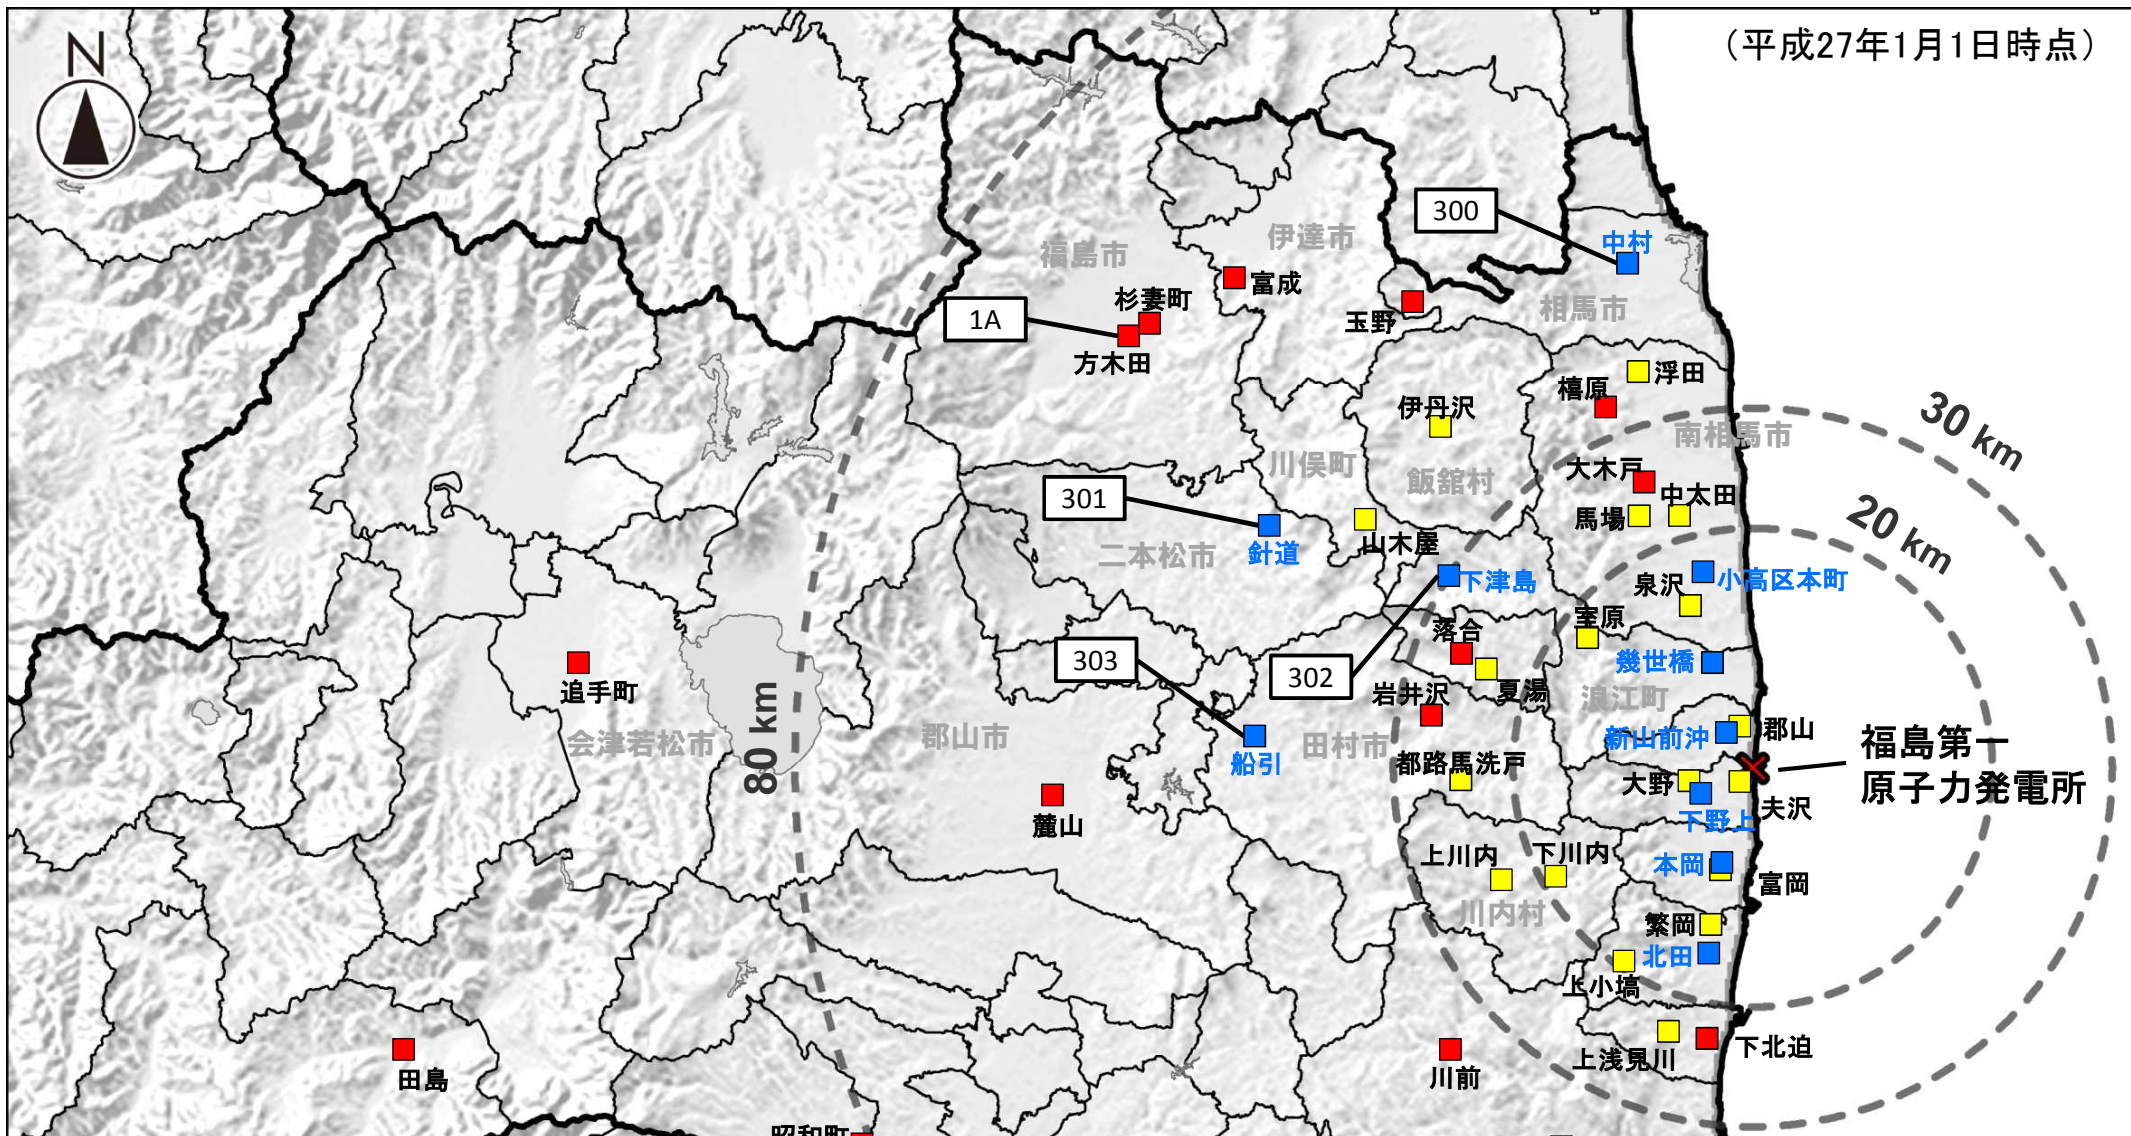 （平成27年1月1日時点）
N
300
中村
伊達市
福島市
富成
杉妻町
1A
玉野
相馬市
方木田
浮田
橲原
伊丹沢
30 km
南相馬市
川俣町
飯舘村
大木戸
中太田
301
馬場
20 km
針道
二本松市
山木屋
下津島
泉沢
小高区本町
室原
落合
303
302
幾世橋
追手町
夏湯
岩井沢
浪江町
80 km
会津若松市
郡山市
田村市
新山前沖
郡山
福島第一
原子力発電所
船引
都路馬洗戸
大野
夫沢
下野上
麓山
上川内
下川内
本岡
富岡
川内村
繁岡
北田
上小塙
下北迫
上浅見川
田島
川前
昭和町